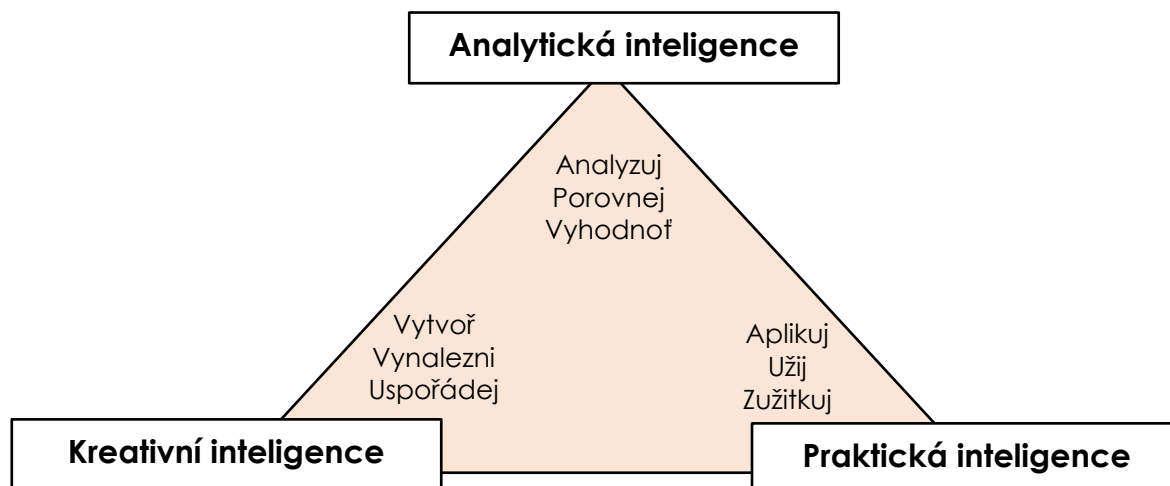 Analytická inteligence
Analyzuj
Porovnej
Vyhodnoť
Vytvoř
Vynalezni
Uspořádej
Aplikuj
Užij
Zužitkuj
Kreativní inteligence
Praktická inteligence